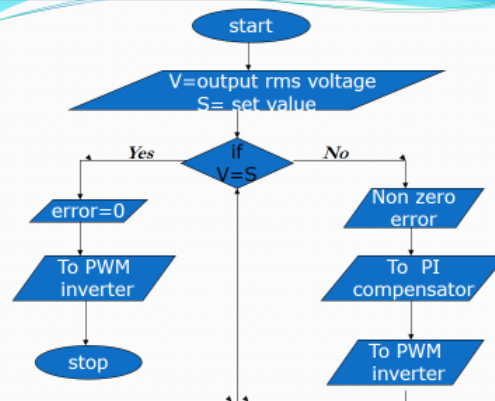 start
V=output rms voltage
S= set value
Yes
if
V=S
No
error=0
Non zero
error
To PWM
inverter
To PI
compensator
stop
To PWM
inverter